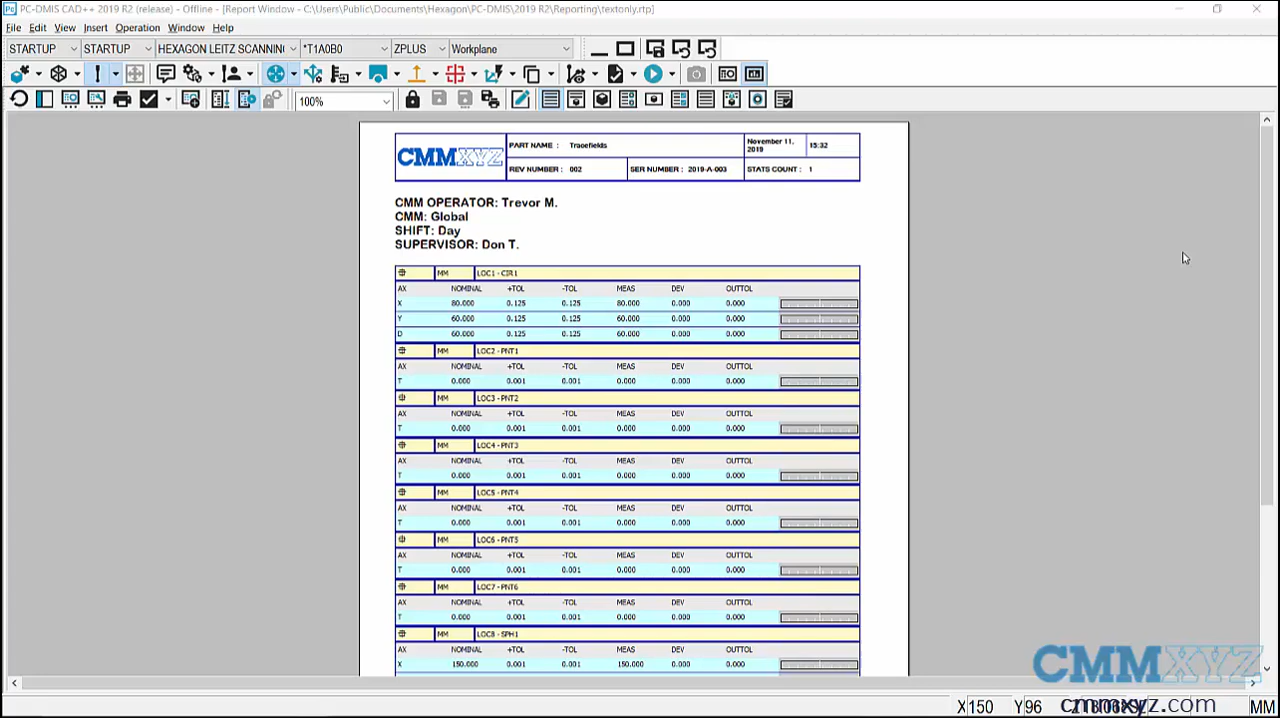 PC-DMIS CAD++ 2019 R2 (release) - Offline - [Report Window - C:\Users\Public\Documents\Hexagon\PC-DMIS\2019 R2\Reporting\textonly.rtp]
File Edit View Insert Operation Window Help
STARTUP STARTUP HEXAGON LEITZ SCANNINI *T1A0B0 ZPLUS Workplane
100%
CMMXYZ PART NAME : Tracefields November 11, 2019 15:32
REV NUMBER : 002 SER NUMBER : 2019-A-003 STATS COUNT : 1
CMM OPERATOR: Trevor M.
CMM: Global
SHIFT: Day
SUPERVISOR: Don T.
MM LOC1 - CIR1
AX NOMINAL +TOL -TOL MEAS DEV OUTTOL
X 80.000 0.125 0.125 80.000 0.000 0.000
Y 60.000 0.125 0.125 60.000 0.000 0.000
D 60.000 0.125 0.125 60.000 0.000 0.000
MM LOC2 - PNT1
AX NOMINAL +TOL -TOL MEAS DEV OUTTOL
T 0.000 0.001 0.001 0.000 0.000 0.000
MM LOC3 - PNT2
AX NOMINAL +TOL -TOL MEAS DEV OUTTOL
T 0.000 0.001 0.001 0.000 0.000 0.000
MM LOC4 - PNT3
AX NOMINAL +TOL -TOL MEAS DEV OUTTOL
T 0.000 0.001 0.001 0.000 0.000 0.000
MM LOC5 - PNT4
AX NOMINAL +TOL -TOL MEAS DEV OUTTOL
T 0.000 0.001 0.001 0.000 0.000 0.000
MM LOC6 - PNT5
AX NOMINAL +TOL -TOL MEAS DEV OUTTOL
T 0.000 0.001 0.001 0.000 0.000 0.000
MM LOC7 - PNT6
AX NOMINAL +TOL -TOL MEAS DEV OUTTOL
T 0.000 0.001 0.001 0.000 0.000 0.000
MM LOC8 - SPH1
AX NOMINAL +TOL -TOL MEAS DEV OUTTOL
X 150.000 0.001 0.001 150.000 0.000 0.000
CMMXYZ
cmmxyz.com
X150 Y96 MM